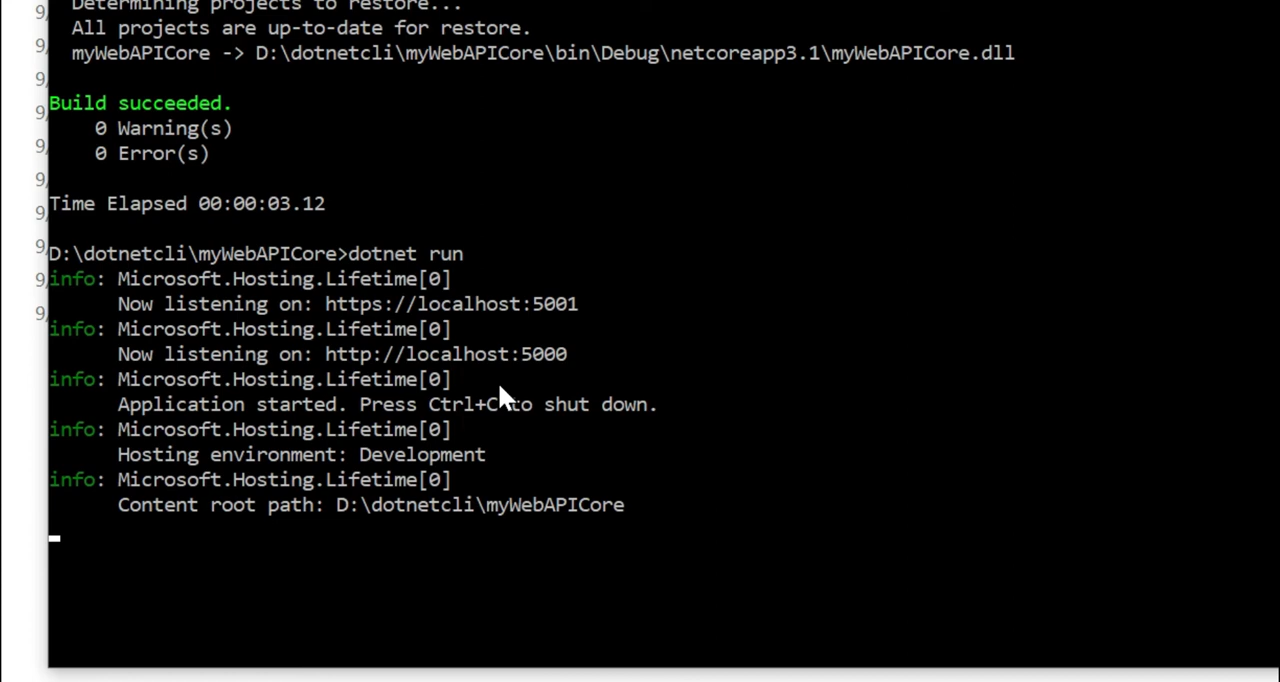 Determining projects to restore...
All projects are up-to-date for restore.
myWebAPICore -> D:\dotnetcli\myWebAPICore\bin\Debug\netcoreapp3.1\myWebAPICore.dll
Build succeeded.
0 Warning(s)
0 Error(s)
Time Elapsed 00:00:03.12
D:\dotnetcli\myWebAPICore>dotnet run
info: Microsoft.Hosting.Lifetime[0]
Now listening on: https://localhost:5001
info: Microsoft.Hosting.Lifetime[0]
Now listening on: http://localhost:5000
info: Microsoft.Hosting.Lifetime[0]
Application started. Press Ctrl+C to shut down.
info: Microsoft.Hosting.Lifetime[0]
Hosting environment: Development
info: Microsoft.Hosting.Lifetime[0]
Content root path: D:\dotnetcli\myWebAPICore